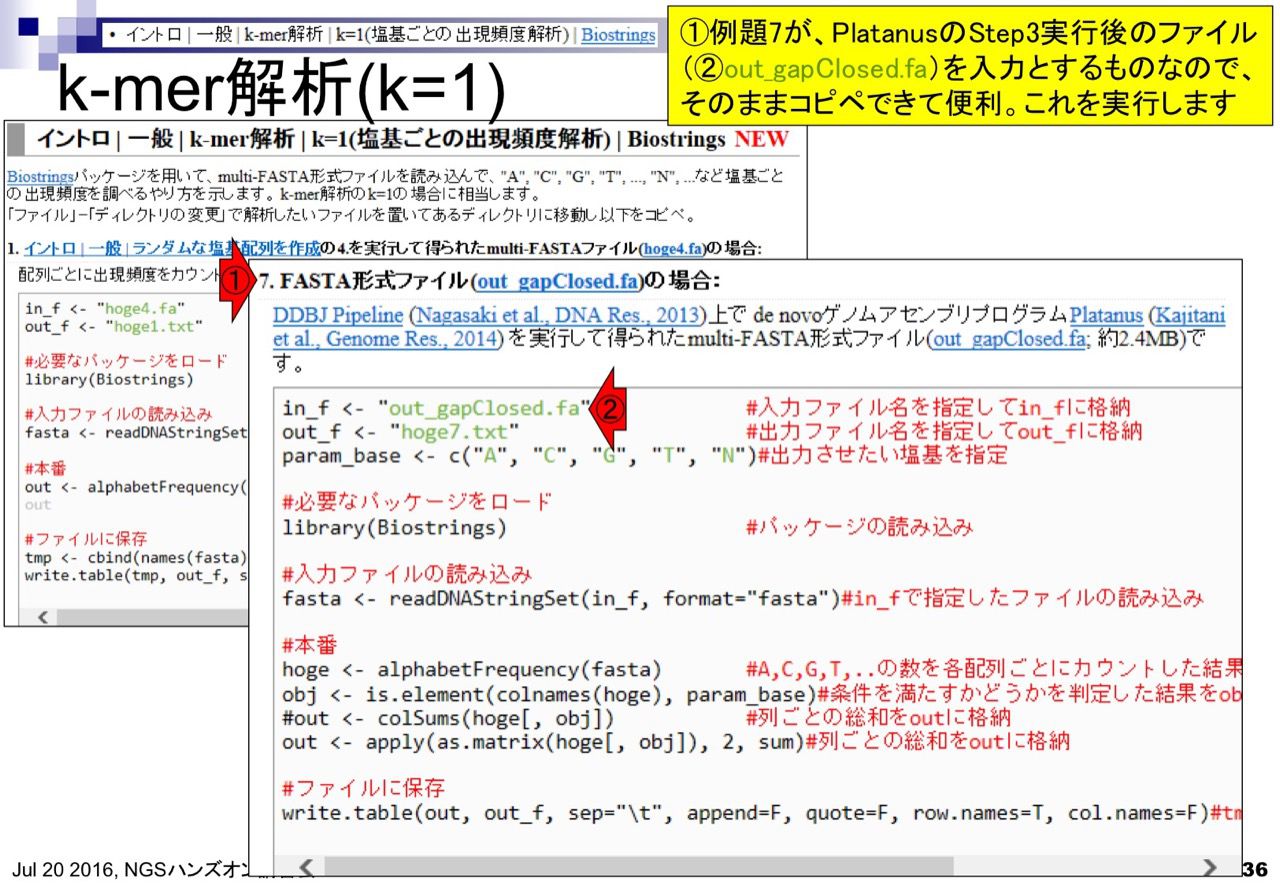 • イントロ | 一般 | k-mer解析 | k=1(塩基ごとの出現頻度解析) | Biostrings
k-mer解析(k=1)
①例題7が、PlatanusのStep3実行後のファイル
（②out_gapClosed.fa）を入力とするものなので、
そのままコピペできて便利。これを実行します
イントロ | 一般 | k-mer解析 | k=1(塩基ごとの出現頻度解析) | Biostrings NEW
Biostringsパッケージを用いて、multi-FASTA形式ファイルを読み込んで、"A", "C", "G", "T", ..., "N", ...など塩基ごと
の出現頻度を調べるやり方を示します。k-mer解析のk=1の場合に相当します。
「ファイル」−「ディレクトリの変更」で解析したいファイルを置いてあるディレクトリに移動し以下をコピペ。
1. イントロ | 一般 | ランダムな塩基配列を作成の4.を実行して得られたmulti-FASTAファイル(hoge4.fa)の場合:
配列ごとに出現頻度をカウント
in_f <- "hoge4.fa"
out_f <- "hoge1.txt"
#必要なパッケージをロード
library(Biostrings)
#入力ファイルの読み込み
fasta <- readDNAStringSet
#本番
out <- alphabetFrequency(
out
#ファイルに保存
tmp <- cbind(names(fasta)
write.table(tmp, out_f, s
①
7. FASTA形式ファイル(out_gapClosed.fa)の場合:
DDBJ Pipeline (Nagasaki et al., DNA Res., 2013)上で de novoゲノムアセンブリプログラムPlatanus (Kajitani
et al., Genome Res., 2014)を実行して得られたmulti-FASTA形式ファイル(out_gapClosed.fa; 約2.4MB)で
す。
in_f <- "out_gapClosed.fa" ② #入力ファイル名を指定してin_fに格納
out_f <- "hoge7.txt" #出力ファイル名を指定してout_fに格納
param_base <- c("A", "C", "G", "T", "N")#出力させたい塩基を指定
#必要なパッケージをロード
library(Biostrings) #パッケージの読み込み
#入力ファイルの読み込み
fasta <- readDNAStringSet(in_f, format="fasta")#in_fで指定したファイルの読み込み
#本番
hoge <- alphabetFrequency(fasta) #A,C,G,T,..の数を各配列ごとにカウントした結果
obj <- is.element(colnames(hoge), param_base)#条件を満たすかどうかを判定した結果をob
#out <- colSums(hoge[, obj]) #列ごとの総和をoutに格納
out <- apply(as.matrix(hoge[, obj]), 2, sum)#列ごとの総和をoutに格納
#ファイルに保存
write.table(out, out_f, sep="\t", append=F, quote=F, row.names=T, col.names=F)#tm
Jul 20 2016, NGSハンズオン
36